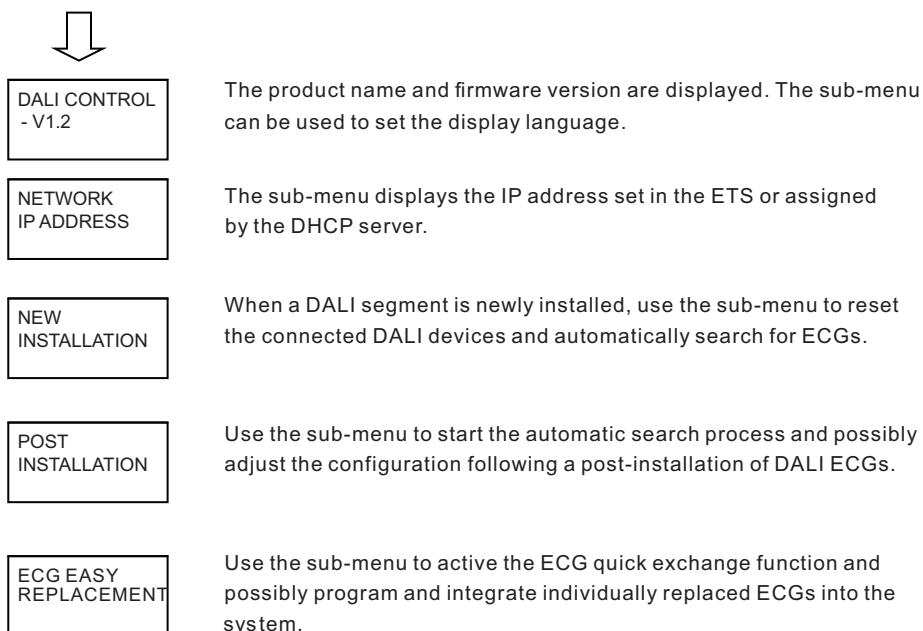 DALI CONTROL
- V1.2
The product name and firmware version are displayed. The sub-menu
can be used to set the display language.
NETWORK
IP ADDRESS
The sub-menu displays the IP address set in the ETS or assigned
by the DHCP server.
NEW
INSTALLATION
When a DALI segment is newly installed, use the sub-menu to reset
the connected DALI devices and automatically search for ECGs.
POST
INSTALLATION
Use the sub-menu to start the automatic search process and possibly
adjust the configuration following a post-installation of DALI ECGs.
ECG EASY
REPLACEMENT
Use the sub-menu to active the ECG quick exchange function and
possibly program and integrate individually replaced ECGs into the
system.